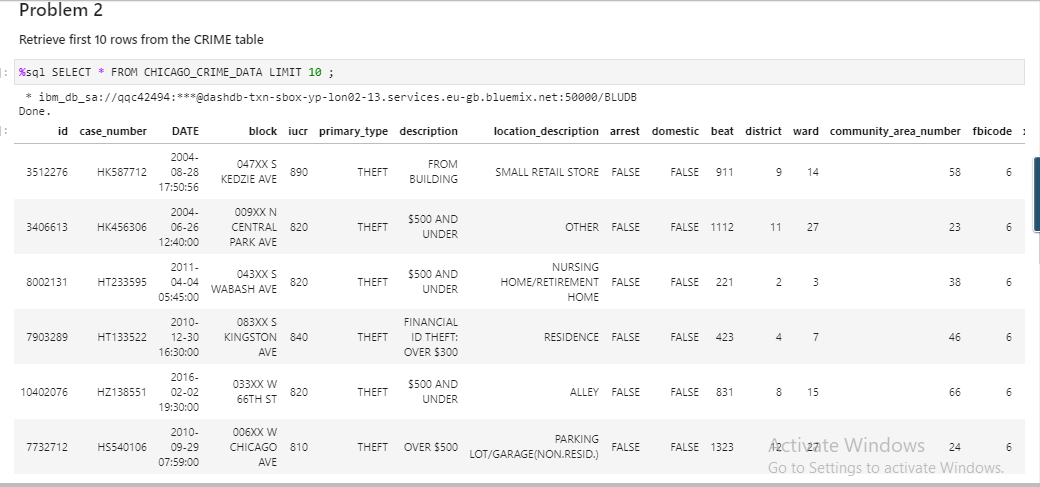 Problem 2
Retrieve first 10 rows from the CRIME table
]: %sql SELECT * FROM CHICAGO_CRIME_DATA LIMIT 10 ;
* ibm_db_sa://qqc42494:***@dashdb-txn-sbox-yp-lon02-13.services.eu-gb.bluemix.net:50000/BLUDB
Done.
]: id case_number DATE block iucr primary_type description location_description arrest domestic beat district ward community_area_number fbicode
3512276 HK587712 2004-08-28 17:50:56 047XX S KEDZIE AVE 890 THEFT FROM BUILDING SMALL RETAIL STORE FALSE FALSE 911 9 14 58 6
3406613 HK456306 2004-06-26 12:40:00 009XX N CENTRAL PARK AVE 820 THEFT $500 AND UNDER OTHER FALSE FALSE 1112 11 27 23 6
8002131 HT233595 2011-04-04 05:45:00 043XX S WABASH AVE 820 THEFT $500 AND UNDER NURSING HOME/RETIREMENT HOME FALSE FALSE 221 2 3 38 6
7903289 HT133522 2010-12-30 16:30:00 083XX S KINGSTON AVE 840 THEFT FINANCIAL ID THEFT: OVER $300 RESIDENCE FALSE FALSE 423 4 7 46 6
10402076 HZ138551 2016-02-02 19:30:00 033XX W 66TH ST 820 THEFT $500 AND UNDER ALLEY FALSE FALSE 831 8 15 66 6
7732712 HS540106 2010-09-29 07:59:00 006XX W CHICAGO AVE 810 THEFT OVER $500 PARKING LOT/GARAGE(NON.RESID.) FALSE FALSE 1323 12 27 24 6
Activate Windows
Go to Settings to activate Windows.